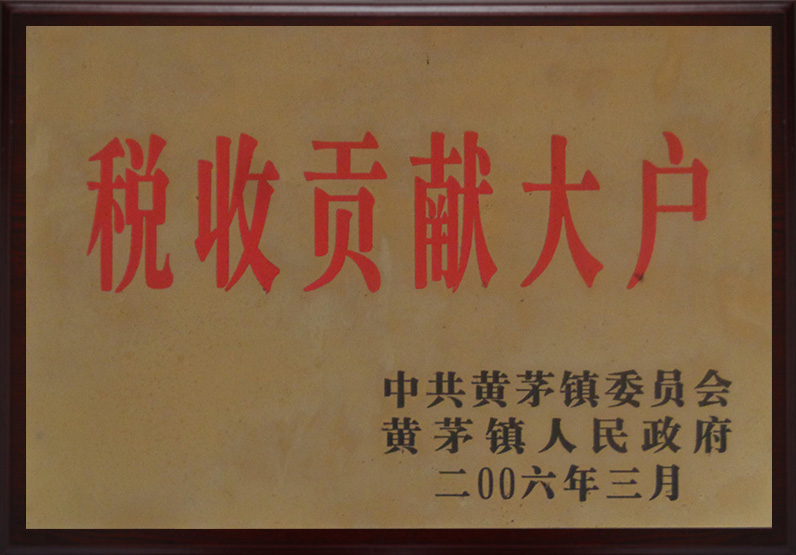 税收贡献大户
中共黄茅镇委员会
黄茅镇人民政府
二00六年三月